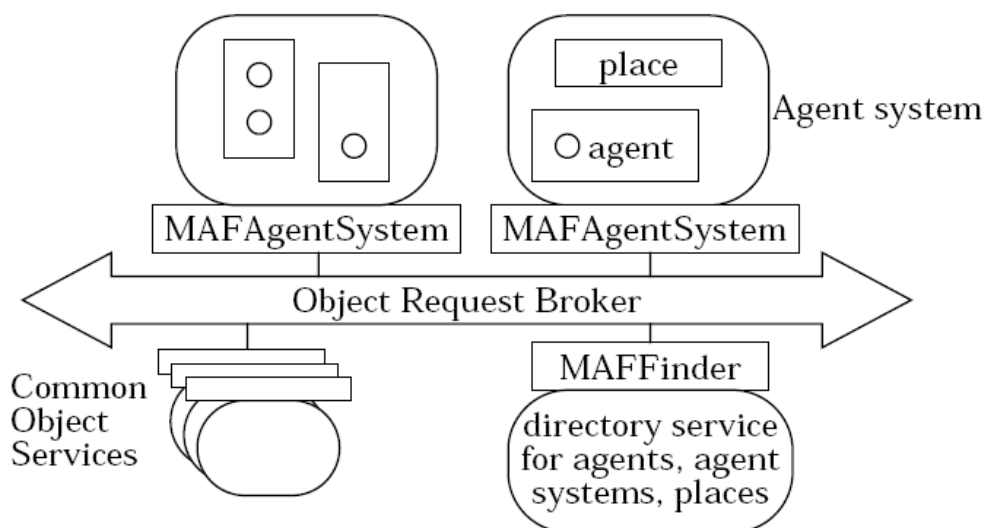 place
agent
Agent system
MAFAgentSystem
MAFAgentSystem
Object Request Broker
Common
Object
Services
MAFFinder
directory service
for agents, agent
systems, places